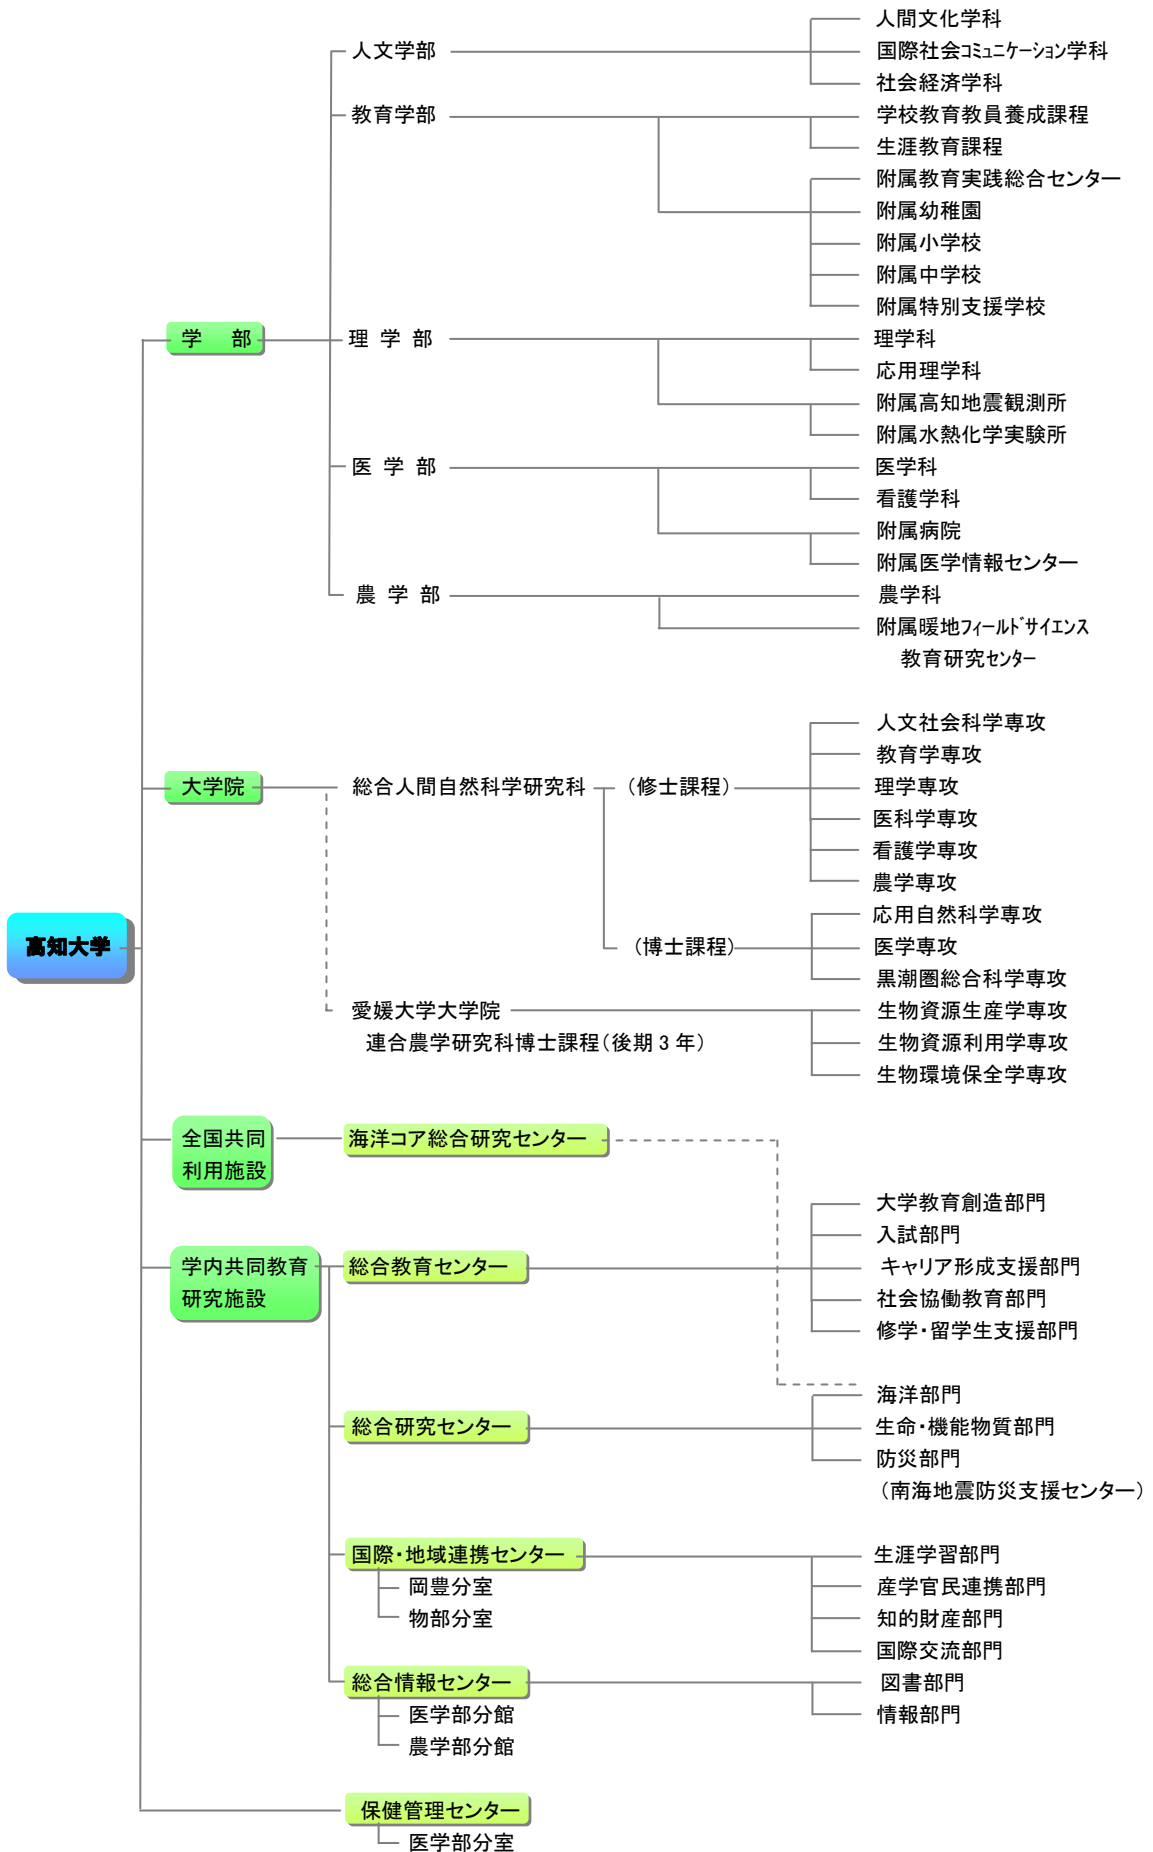 高知大学
学　部
人文学部
人間文化学科
国際社会ｺﾐｭﾆｹｰｼｮﾝ学科
社会経済学科
教育学部
学校教育教員養成課程
生涯教育課程
附属教育実践総合センター
附属幼稚園
附属小学校
附属中学校
附属特別支援学校
理 学 部
理学科
応用理学科
附属高知地震観測所
附属水熱化学実験所
医 学 部
医学科
看護学科
附属病院
附属医学情報センター
農 学 部
農学科
附属暖地ﾌｨｰﾙﾄﾞｻｲｴﾝｽ
教育研究ｾﾝﾀｰ
大学院
総合人間自然科学研究科
（修士課程）
人文社会科学専攻
教育学専攻
理学専攻
医科学専攻
看護学専攻
農学専攻
（博士課程）
応用自然科学専攻
医学専攻
黒潮圏総合科学専攻
愛媛大学大学院
連合農学研究科博士課程（後期３年）
生物資源生産学専攻
生物資源利用学専攻
生物環境保全学専攻
全国共同
利用施設
海洋コア総合研究センター
学内共同教育
研究施設
総合教育センター
大学教育創造部門
入試部門
キャリア形成支援部門
社会協働教育部門
修学・留学生支援部門
総合研究センター
海洋部門
生命・機能物質部門
防災部門
（南海地震防災支援センター）
国際・地域連携センター
岡豊分室
物部分室
生涯学習部門
産学官民連携部門
知的財産部門
国際交流部門
総合情報センター
医学部分館
農学部分館
図書部門
情報部門
保健管理センター
医学部分室